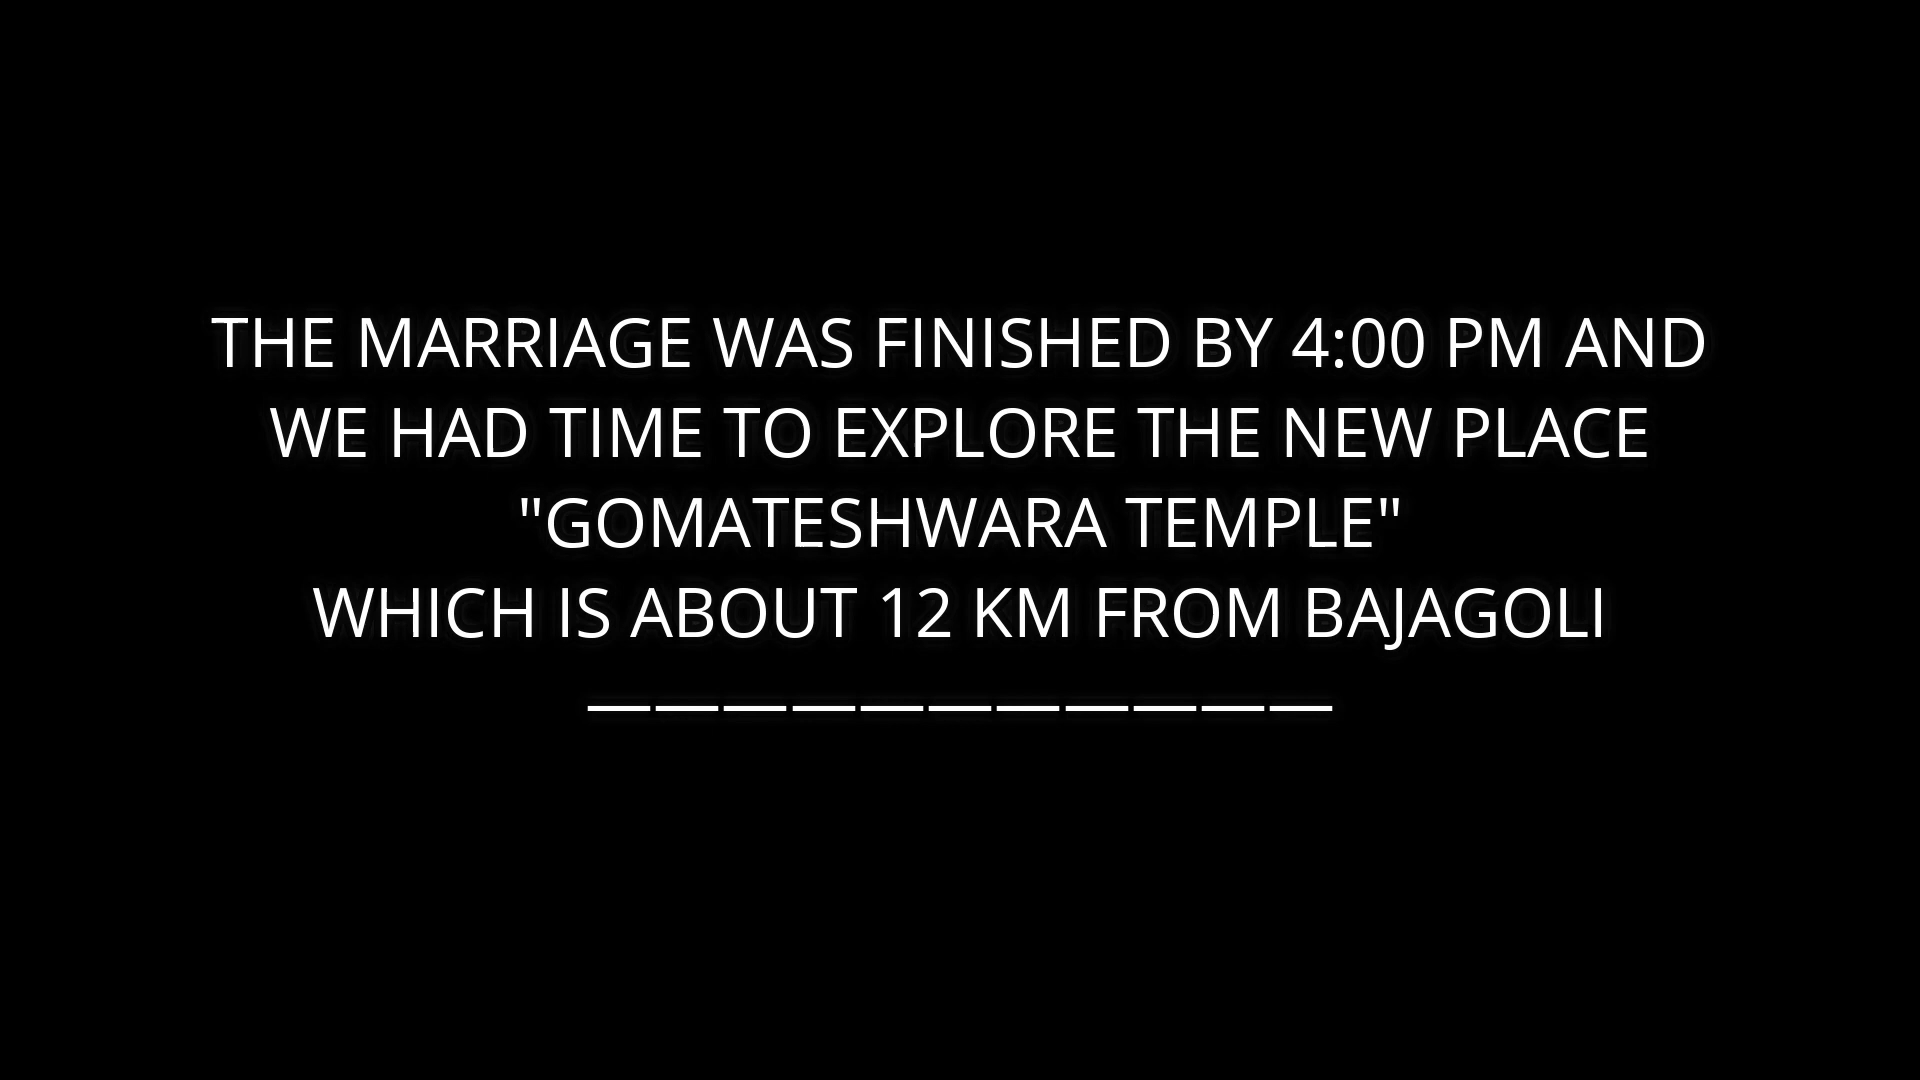 THE MARRIAGE WAS FINISHED BY 4:00 PM AND
WE HAD TIME TO EXPLORE THE NEW PLACE
"GOMATESHWARA TEMPLE"
WHICH IS ABOUT 12 KM FROM BAJAGOLI
———————————